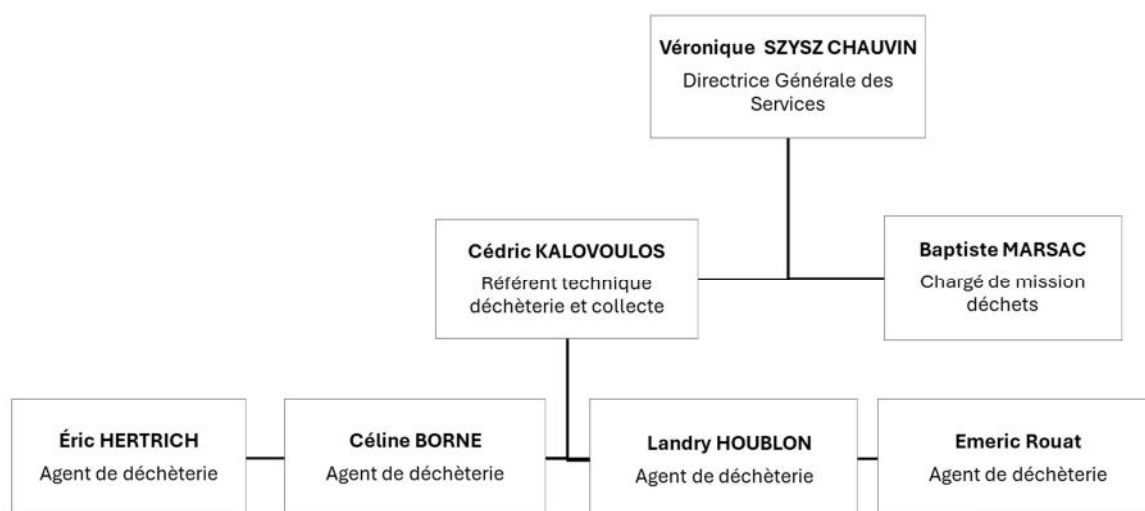 Véronique SZYSZ CHAUVIN
Directrice Générale des
Services
Cédric KALOVOULOS
Référent technique
déchèterie et collecte
Baptiste MARSAC
Chargé de mission
déchets
Éric HERTRICH
Agent de déchèterie
Céline BORNE
Agent de déchèterie
Landry HOUBLON
Agent de déchèterie
Emeric Rouat
Agent de déchèterie